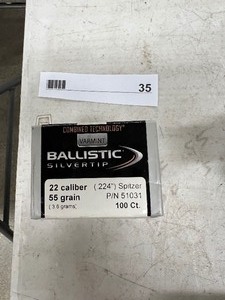 35
COMBINED TECHNOLOGY
VARMINT
BALLISTIC
SILVERTIP
22 caliber (.224") Spitzer
55 grain P/N 51031
(3.6 grams) 100 Ct.